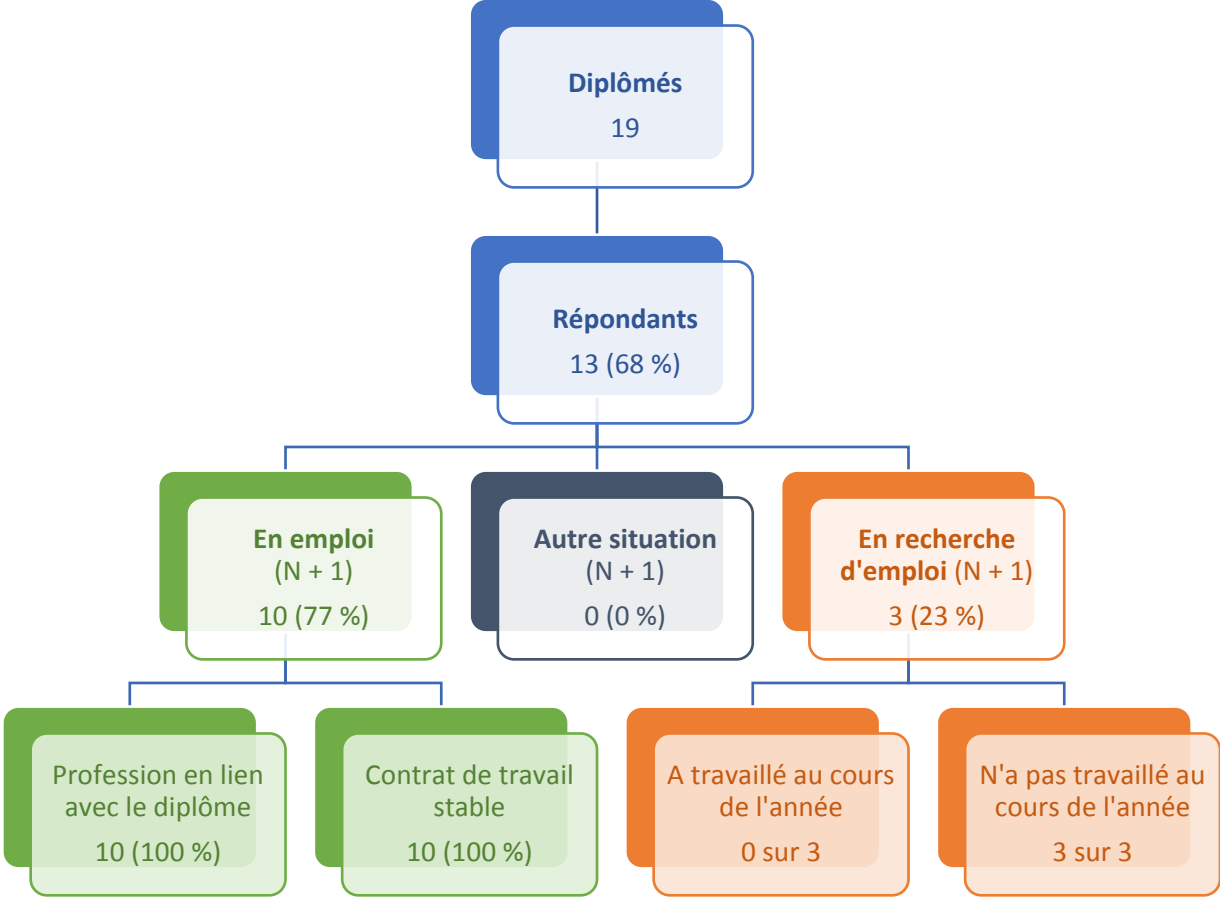 Diplômés
19
Répondants
13 (68 %)
En emploi
(N + 1)
10 (77 %)
Autre situation
(N + 1)
0 (0 %)
En recherche
d'emploi (N + 1)
3 (23 %)
Profession en lien
avec le diplôme
10 (100 %)
Contrat de travail
stable
10 (100 %)
A travaillé au cours
de l'année
0 sur 3
N'a pas travaillé au
cours de l'année
3 sur 3